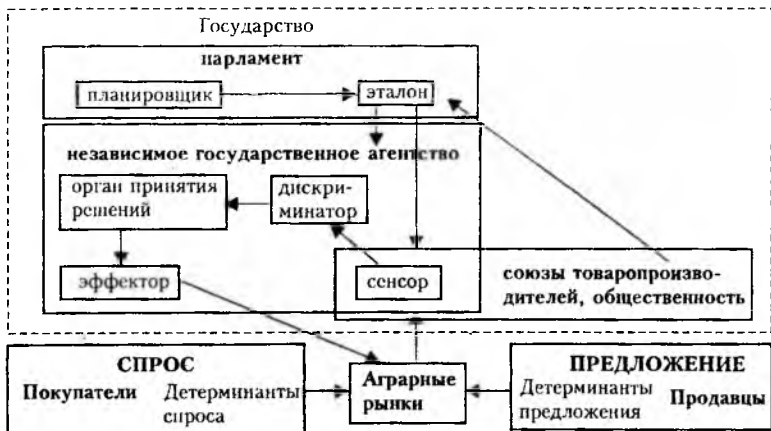 Государство
парламент
планировщик
эталон
независимое государственное агентство
орган принятия
решений
дискри-
минатор
эффектор
сенсор
союзы товаропроизво-
дителей, общественность
СПРОС
Покупатели
Детерминанты
спроса
Аграрные
рынки
ПРЕДЛОЖЕНИЕ
Детерминанты
предложения
Продавцы